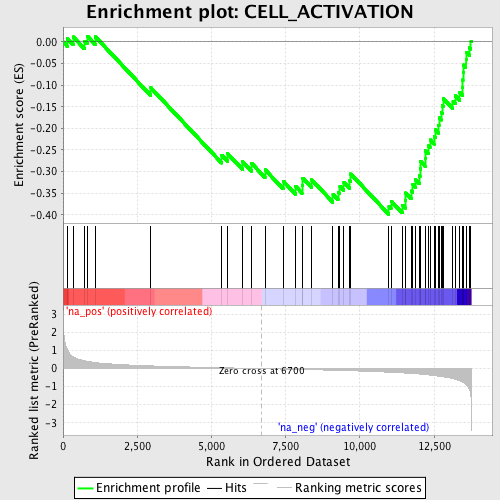 Enrichment plot: CELL_ACTIVATION
Enrichment score (ES)
0.00
-0.05
-0.10
-0.15
-0.20
-0.25
-0.30
-0.35
-0.40
'na_pos' (positively correlated)
Ranked list metric (PreRanked)
3
2
1
0
-1
-2
-3
Zero cross at 6700
'na_neg' (negatively correlated)
0
2,500
5,000
7,500
10,000
12,500
Rank in Ordered Dataset
Enrichment profile
Hits
Ranking metric scores